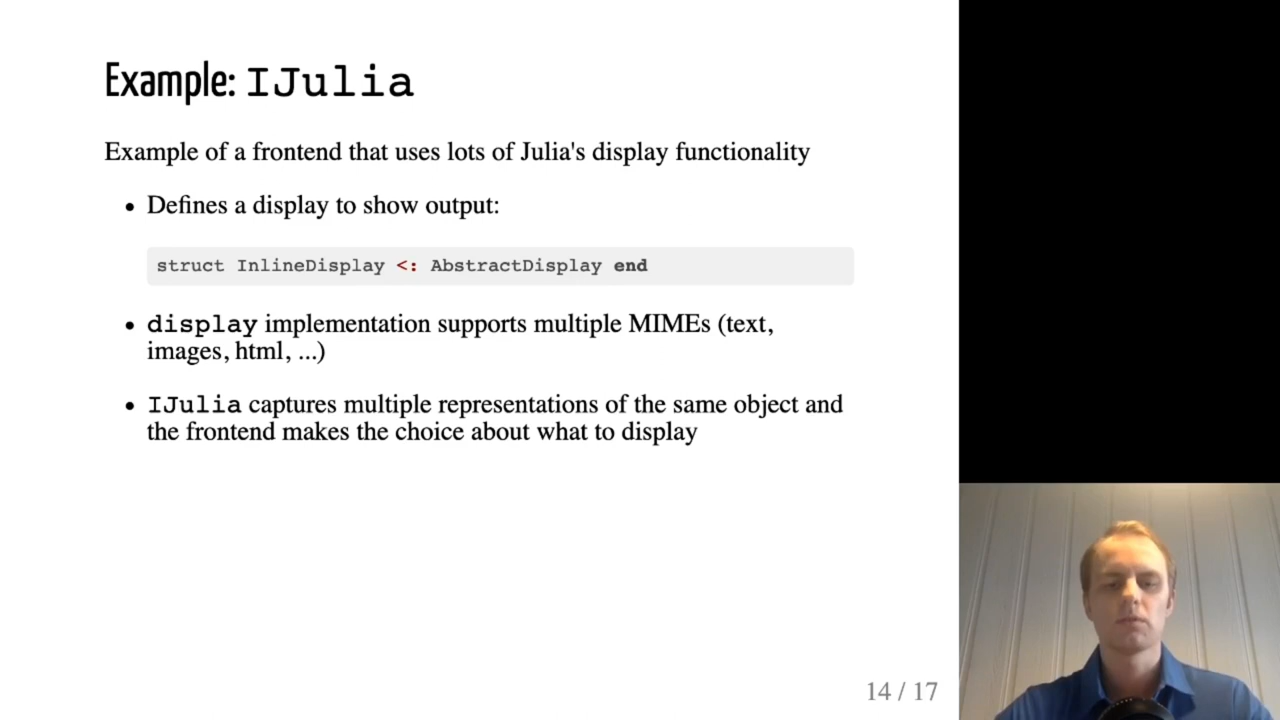 Example: IJulia
Example of a frontend that uses lots of Julia's display functionality
• Defines a display to show output:
struct InlineDisplay <: AbstractDisplay end
• display implementation supports multiple MIMEs (text,
images, html, ...)
• IJulia captures multiple representations of the same object and
the frontend makes the choice about what to display
14 / 17